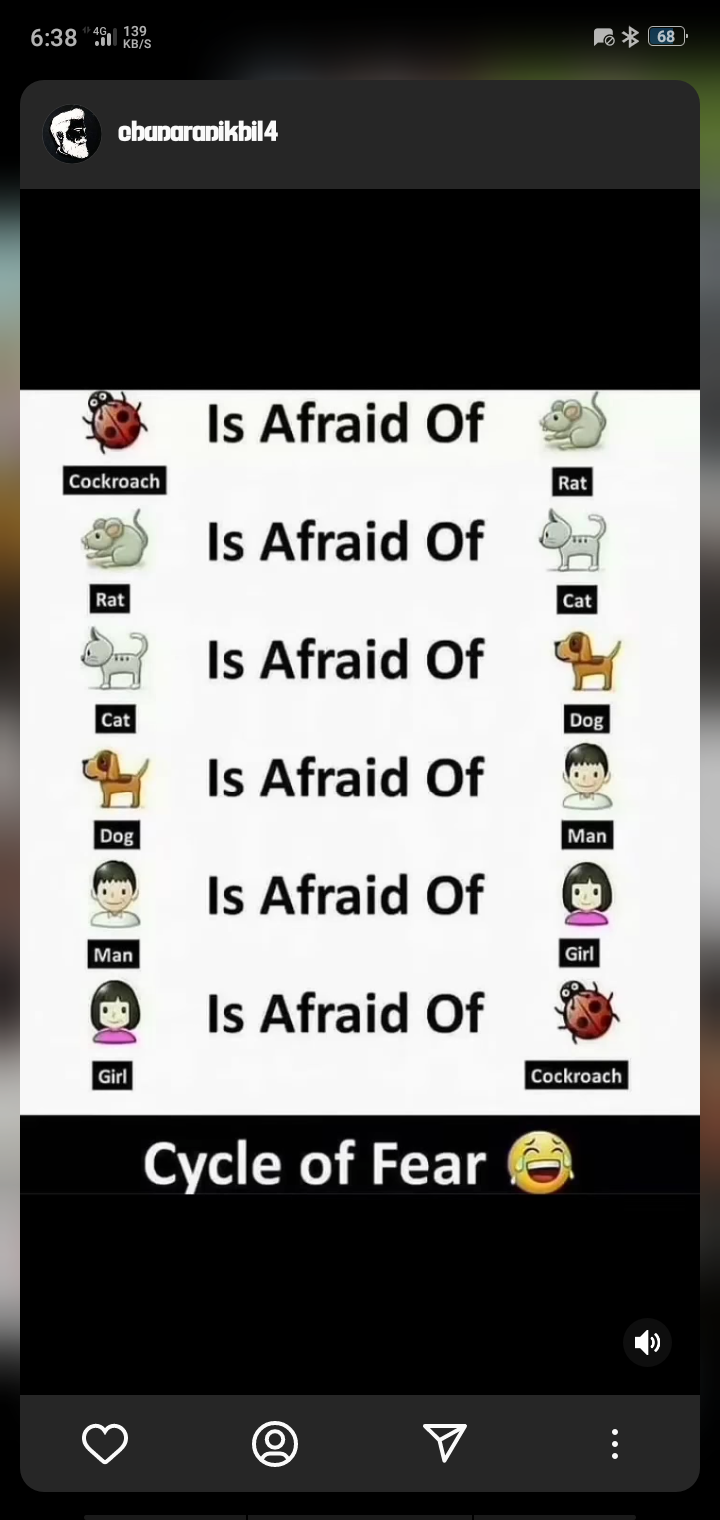 6:38 4G 139 KB/S 68
chavaranikhil4
Is Afraid Of
Cockroach Rat
Is Afraid Of
Rat Cat
Is Afraid Of
Cat Dog
Is Afraid Of
Dog Man
Is Afraid Of
Man Girl
Is Afraid Of
Girl Cockroach
Cycle of Fear 😂